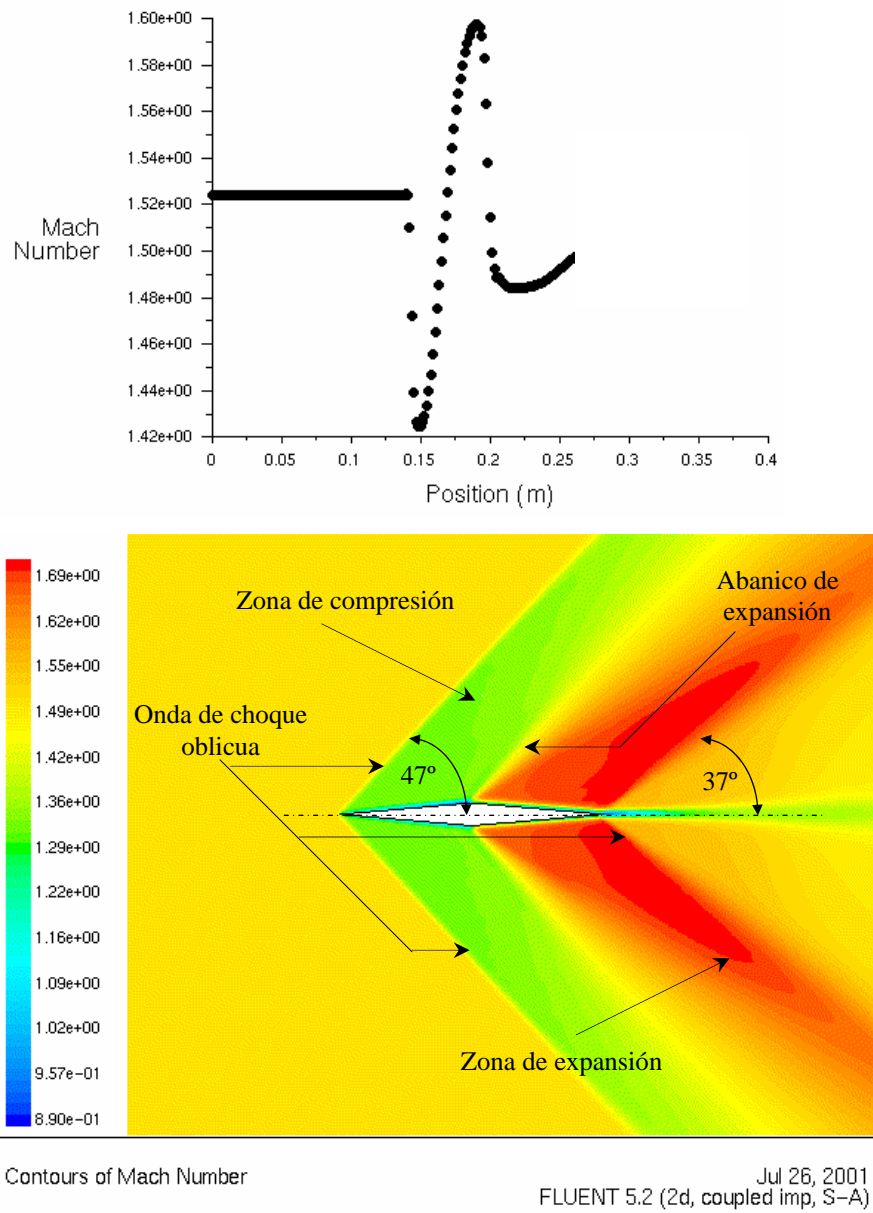 1.60e+00
1.58e+00
1.56e+00
1.54e+00
1.52e+00
1.50e+00
1.48e+00
1.46e+00
1.44e+00
1.42e+00
Mach
Number
0 0.05 0.1 0.15 0.2 0.25 0.3 0.35 0.4
Position (m)
1.69e+00
1.62e+00
1.55e+00
1.49e+00
1.42e+00
1.36e+00
1.29e+00
1.22e+00
1.16e+00
1.09e+00
1.02e+00
9.57e-01
8.90e-01
Zona de compresión
Abanico de
expansión
Onda de choque
oblicua
47º
37º
Zona de expansión
Contours of Mach Number
Jul 26, 2001
FLUENT 5.2 (2d, coupled imp, S-A)